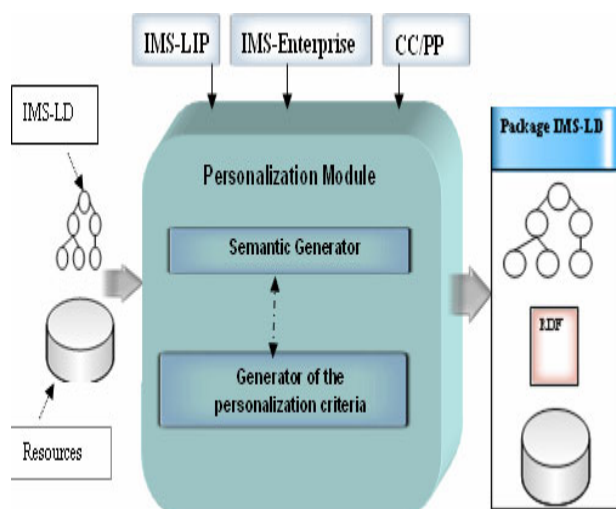 IMS-LIP
IMS-Enterprise
CC/PP
IMS-LD
Package IMS-LD
Personalization Module
Semantic Generator
RDF
Generator of the
personalization criteria
Resources